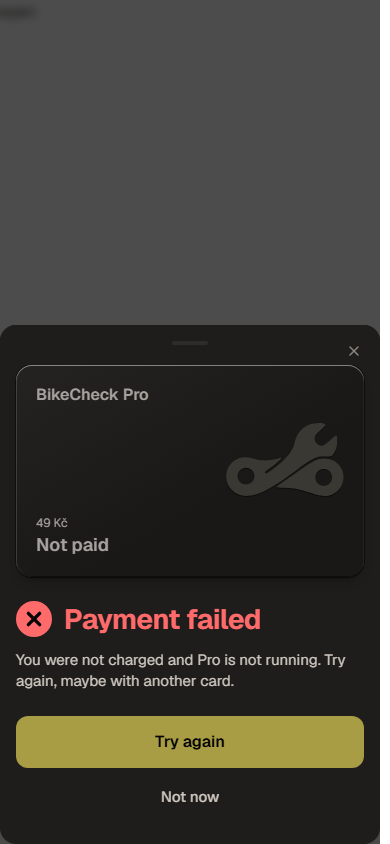 BikeCheck Pro
49 Kč
Not paid
Payment failed
You were not charged and Pro is not running. Try
again, maybe with another card.
Try again
Not now